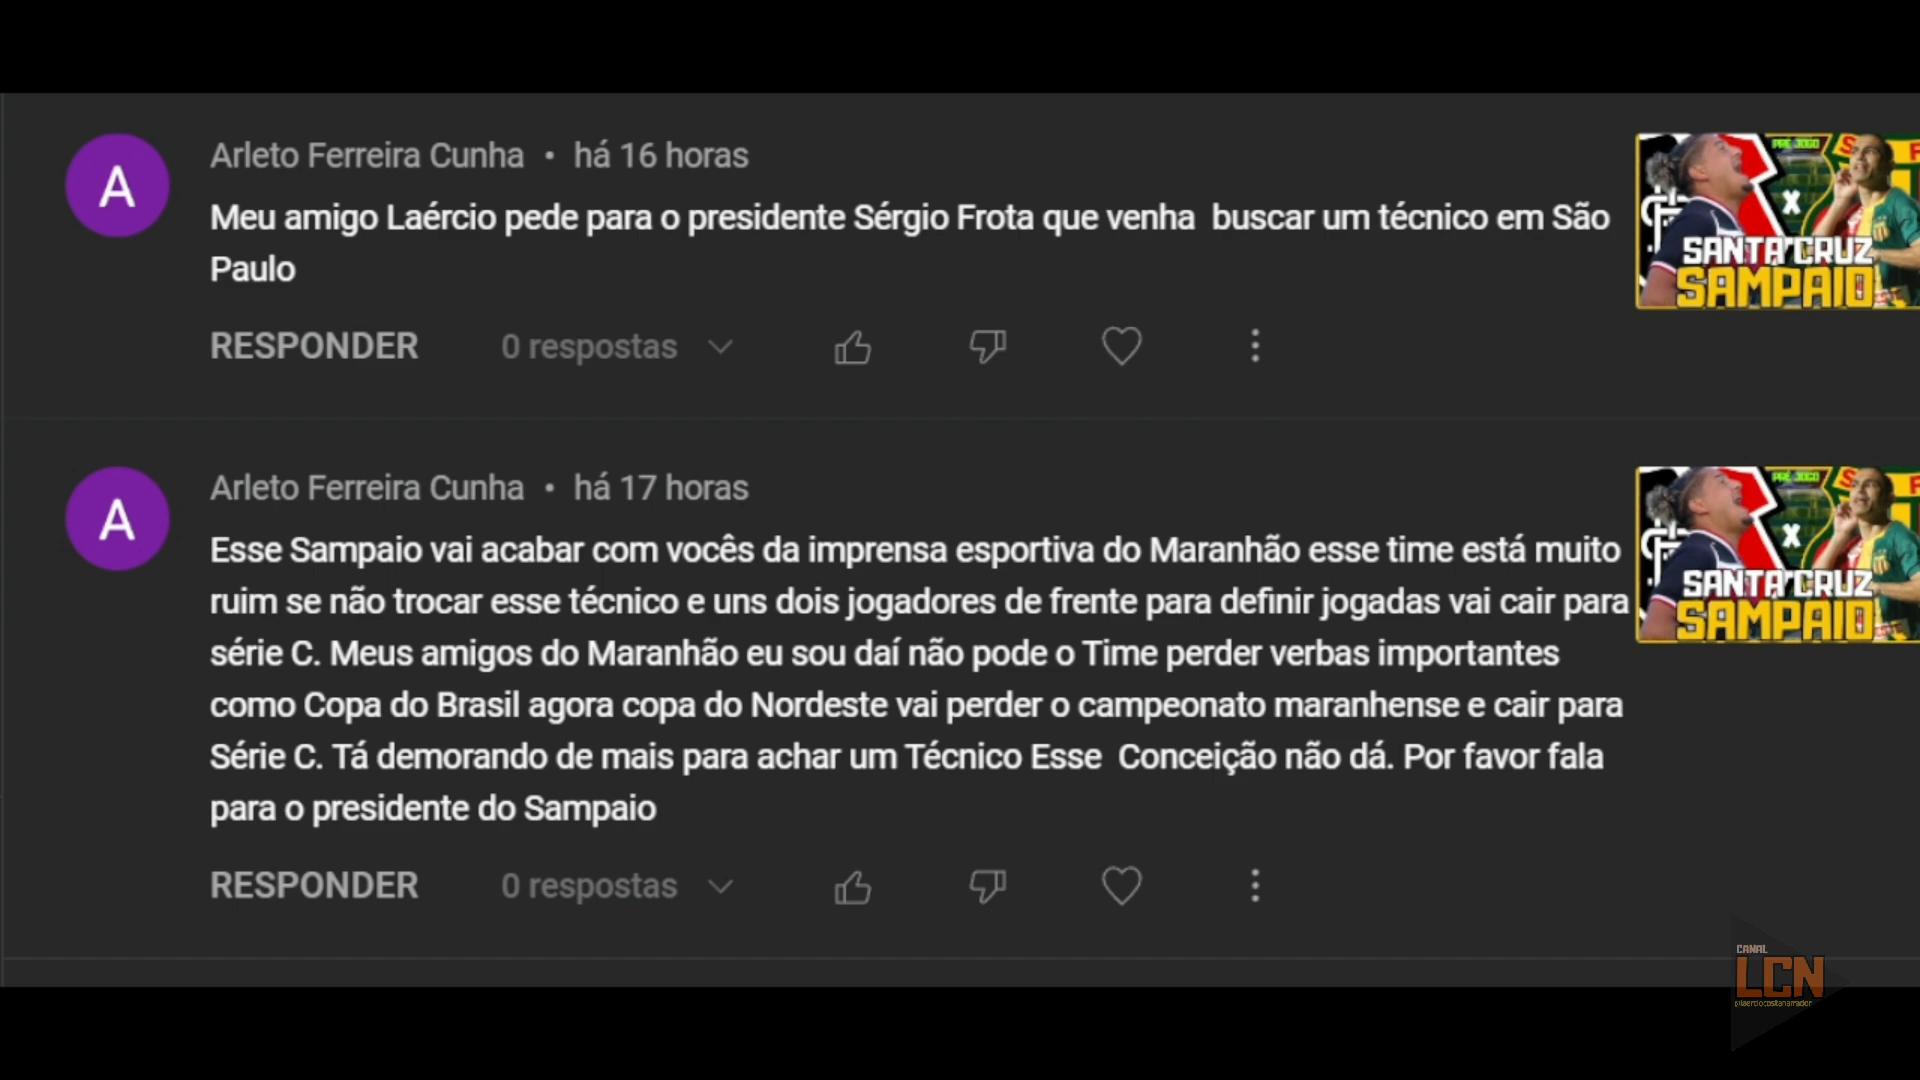 Arleto Ferreira Cunha • há 16 horas
Meu amigo Laércio pede para o presidente Sérgio Frota que venha  buscar um técnico em São
Paulo
RESPONDER 0 respostas
A
PRÉ JOGO
X
SANTA CRUZ
SAMPAIO
Arleto Ferreira Cunha • há 17 horas
Esse Sampaio vai acabar com vocês da imprensa esportiva do Maranhão esse time está muito
ruim se não trocar esse técnico e uns dois jogadores de frente para definir jogadas vai cair para
série C. Meus amigos do Maranhão eu sou daí não pode o Time perder verbas importantes
como Copa do Brasil agora copa do Nordeste vai perder o campeonato maranhense e cair para
Série C. Tá demorando de mais para achar um Técnico Esse  Conceição não dá. Por favor fala
para o presidente do Sampaio
RESPONDER 0 respostas
A
PRÉ JOGO
X
SANTA CRUZ
SAMPAIO
CANAL
LCN
@laerciocostanarrador